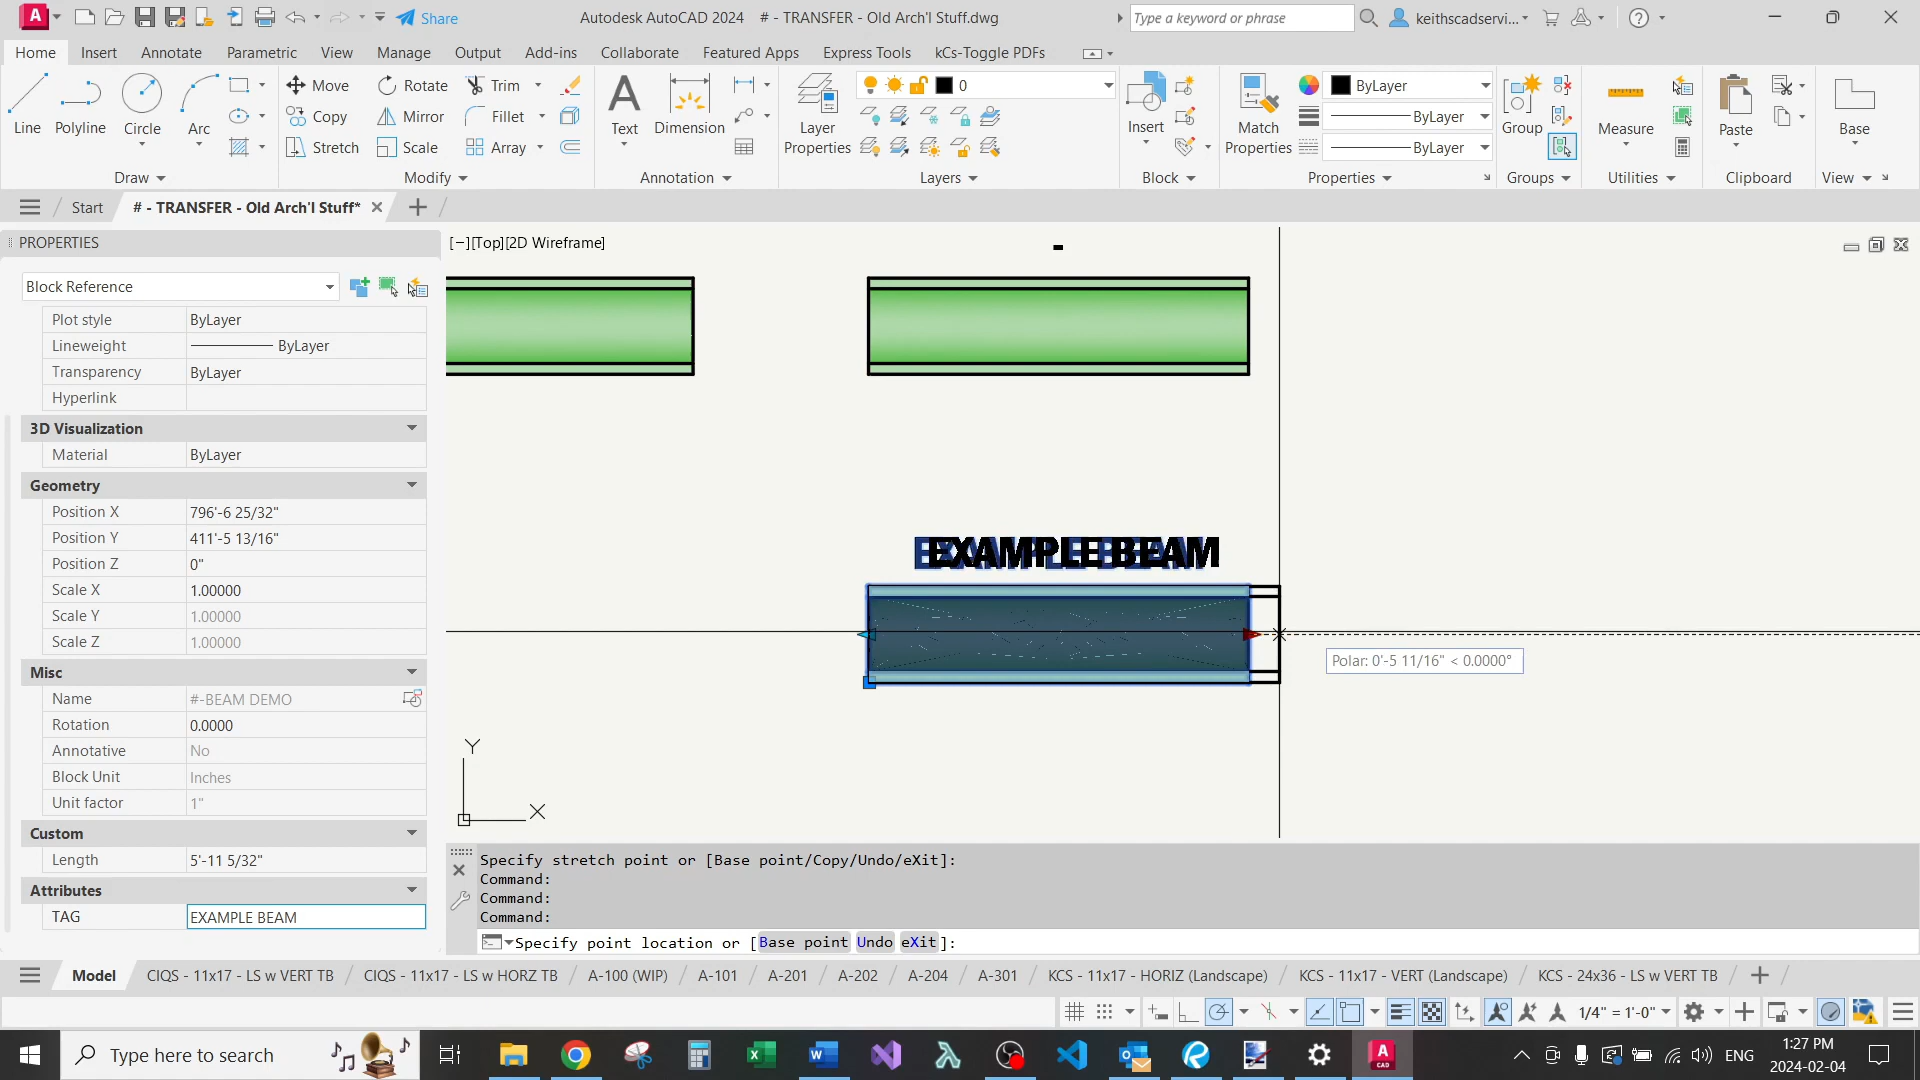 A CAD
Share
Autodesk AutoCAD 2024 # - TRANSFER - Old Arch'l Stuff.dwg
Type a keyword or phrase
keithscadservi...
Home Insert Annotate Parametric View Manage Output Add-ins Collaborate Featured Apps Express Tools kCs-Toggle PDFs
Line Polyline Circle Arc
Move Rotate Trim
Copy Mirror Fillet
Stretch Scale Array
Text Dimension
Layer Properties
0
Insert
Match Properties
ByLayer
ByLayer
ByLayer
Group
Measure
Paste
Base
Draw Modify Annotation Layers Block Properties Groups Utilities Clipboard View
Start # - TRANSFER - Old Arch'l Stuff*
PROPERTIES
[−][Top][2D Wireframe]
Block Reference
Plot style ByLayer
Lineweight ByLayer
Transparency ByLayer
Hyperlink
3D Visualization
Material ByLayer
Geometry
Position X 796'-6 25/32"
Position Y 411'-5 13/16"
Position Z 0"
Scale X 1.00000
Scale Y 1.00000
Scale Z 1.00000
Misc
Name #-BEAM DEMO
Rotation 0.0000
Annotative No
Block Unit Inches
Unit factor 1"
Custom
Length 5'-11 5/32"
Attributes
TAG EXAMPLE BEAM
-
EXAMPLE BEAM
EXAMPLE BEAM
Polar: 0'-5 11/16" < 0.0000°
Y
X
Specify stretch point or [Base point/Copy/Undo/eXit]:
Command:
Command:
Command:
Specify point location or [Base point Undo eXit]:
Model CIQS - 11x17 - LS w VERT TB CIQS - 11x17 - LS w HORZ TB A-100 (WIP) A-101 A-201 A-202 A-204 A-301 KCS - 11x17 - HORIZ (Landscape) KCS - 11x17 - VERT (Landscape) KCS - 24x36 - LS w VERT TB
1/4" = 1'-0"
Type here to search
ENG
1:27 PM
2024-02-04